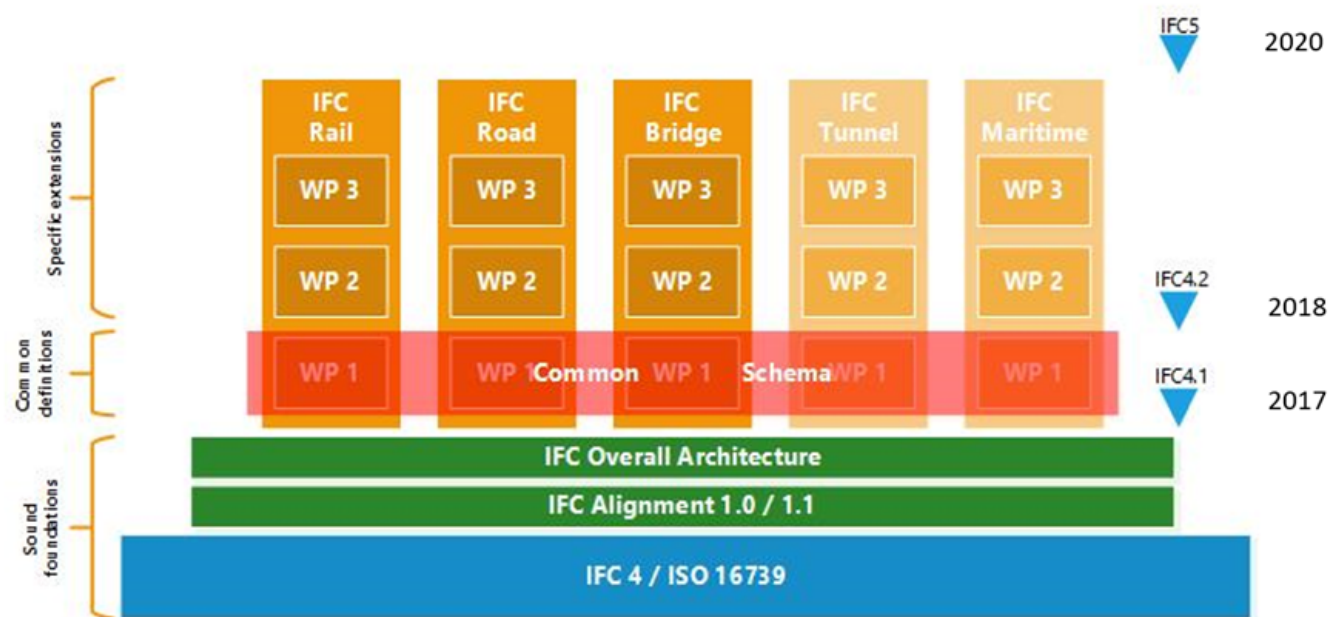 IFC5
2020
IFC
Rail
IFC
Road
IFC
Bridge
IFC
Tunnel
IFC
Maritime
Specific extensions
WP 3
WP 3
WP 3
WP 3
WP 3
WP 2
WP 2
WP 2
WP 2
WP 2
IFC4.2
2018
Common
definitions
WP 1
WP 1
Common
WP 1
Schema
WP 1
WP 1
IFC4.1
2017
Sound
foundations
IFC Overall Architecture
IFC Alignment 1.0 / 1.1
IFC 4 / ISO 16739